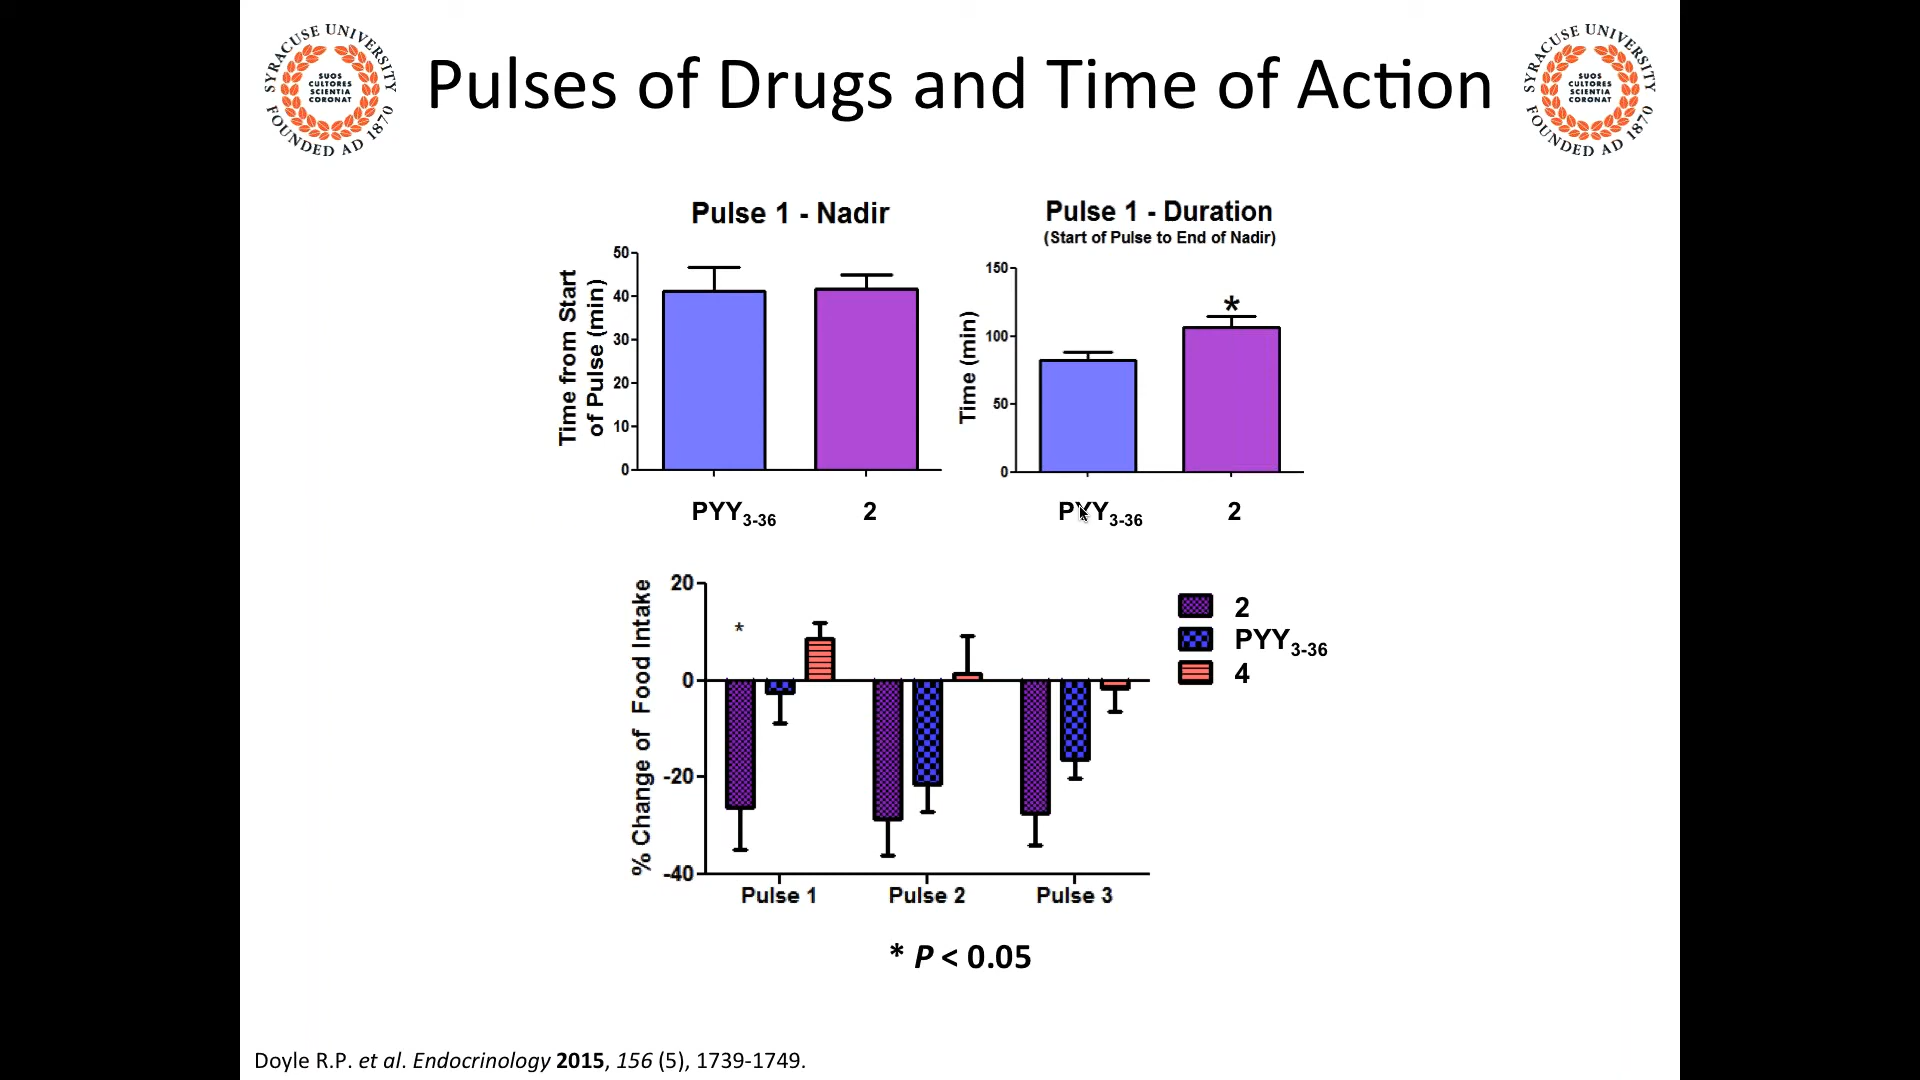 SYRACUSE UNIVERSITY
FOUNDED AD 1870
SUOS
CULTORES
SCIENTIA
CORONAT
Pulses of Drugs and Time of Action
SYRACUSE UNIVERSITY
FOUNDED AD 1870
SUOS
CULTORES
SCIENTIA
CORONAT
Pulse 1 - Nadir
Time from Start
of Pulse (min)
50
40
30
20
10
0
PYY3-36 2
Pulse 1 - Duration
(Start of Pulse to End of Nadir)
Time (min)
150
100
50
0
*
PYY3-36 2
% Change of Food Intake
20
0
-20
-40
*
Pulse 1 Pulse 2 Pulse 3
2
PYY3-36
4
* P < 0.05
Doyle R.P. et al. Endocrinology 2015, 156 (5), 1739-1749.